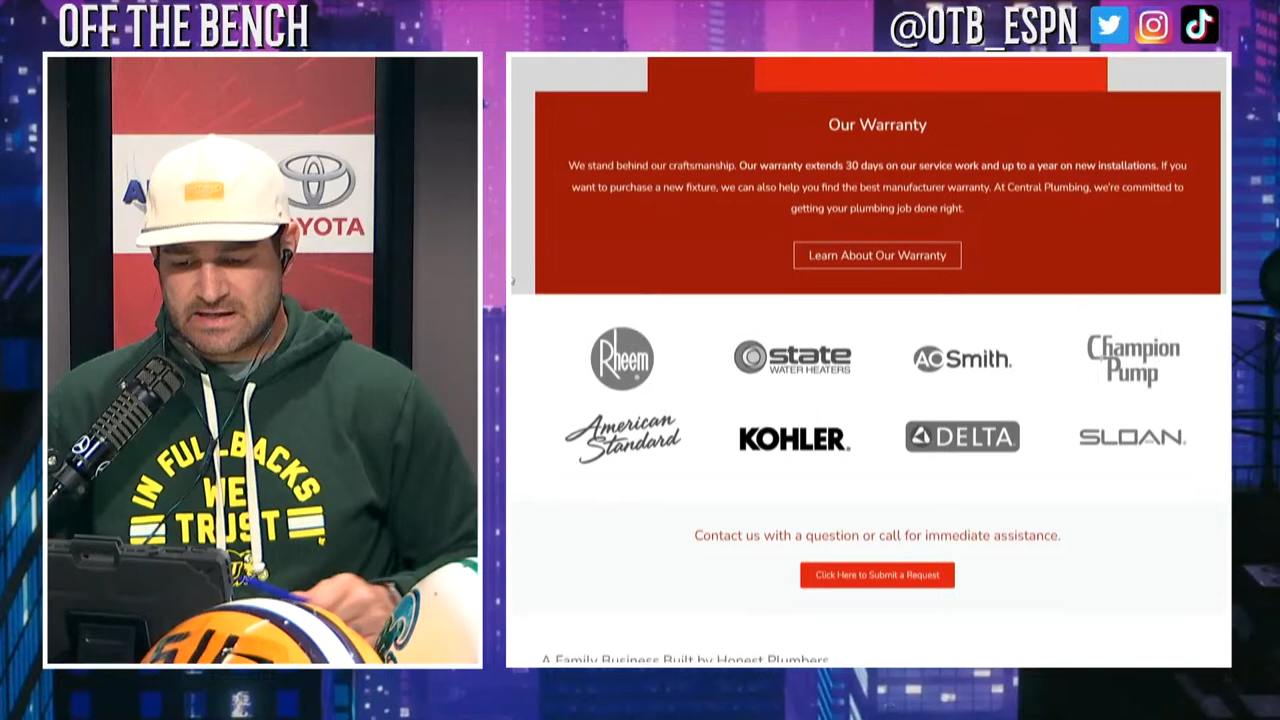 OFF THE BENCH
@OTB_ESPN
YOTA
IN FULLBACKS
WE
TRUST
Our Warranty
We stand behind our craftsmanship. Our warranty extends 30 days on our service work and up to a year on new installations. If you
want to purchase a new fixture, we can also help you find the best manufacturer warranty. At Central Plumbing, we're committed to
getting your plumbing job done right.
Learn About Our Warranty
Rheem
state
WATER HEATERS
AO Smith.
Champion
Pump
American
Standard
KOHLER.
DELTA
SLOAN.
Contact us with a question or call for immediate assistance.
Click Here to Submit a Request
A Family Business Built by Honest Plumbers